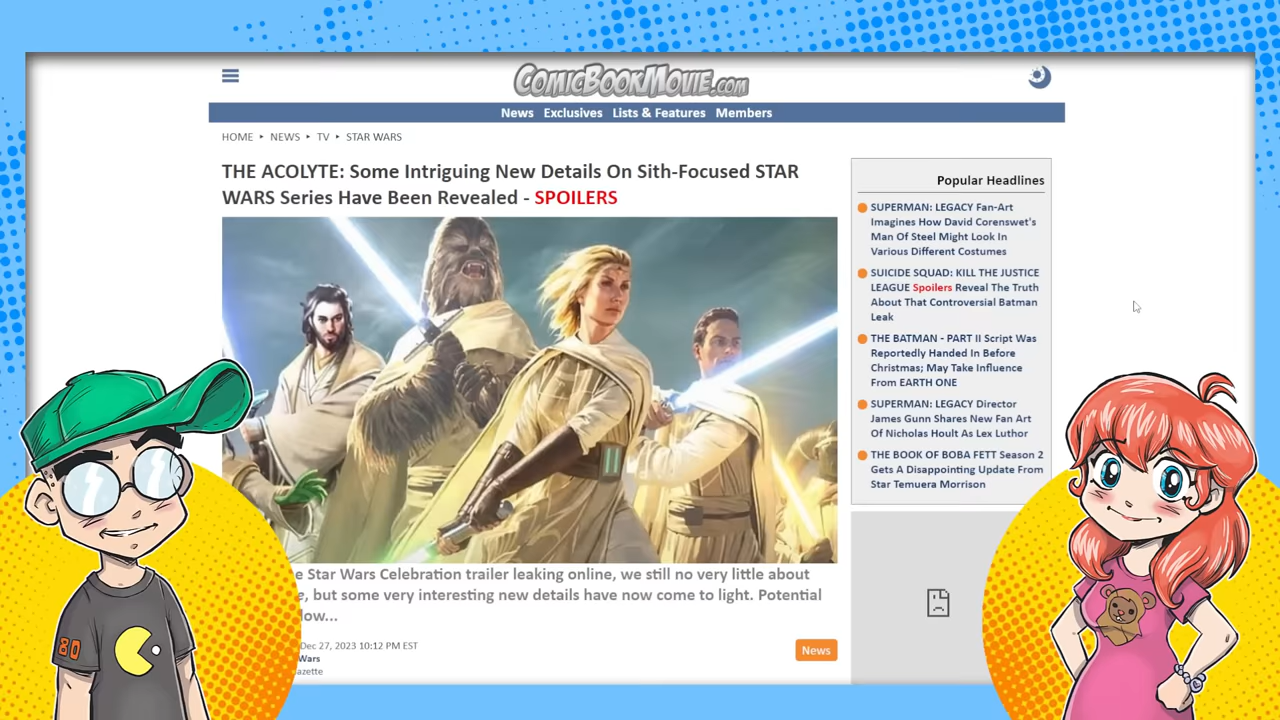 ComicBookMovie.com
News Exclusives Lists & Features Members
HOME ▸ NEWS ▸ TV ▸ STAR WARS
THE ACOLYTE: Some Intriguing New Details On Sith-Focused STAR
WARS Series Have Been Revealed - SPOILERS
e Star Wars Celebration trailer leaking online, we still no very little about
e, but some very interesting new details have now come to light. Potential
low...
Dec 27, 2023 10:12 PM EST
Wars
azette
News
Popular Headlines
SUPERMAN: LEGACY Fan-Art
Imagines How David Corenswet's
Man Of Steel Might Look In
Various Different Costumes
SUICIDE SQUAD: KILL THE JUSTICE
LEAGUE Spoilers Reveal The Truth
About That Controversial Batman
Leak
THE BATMAN - PART II Script Was
Reportedly Handed In Before
Christmas; May Take Influence
From EARTH ONE
SUPERMAN: LEGACY Director
James Gunn Shares New Fan Art
Of Nicholas Hoult As Lex Luthor
THE BOOK OF BOBA FETT Season 2
Gets A Disappointing Update From
Star Temuera Morrison
80